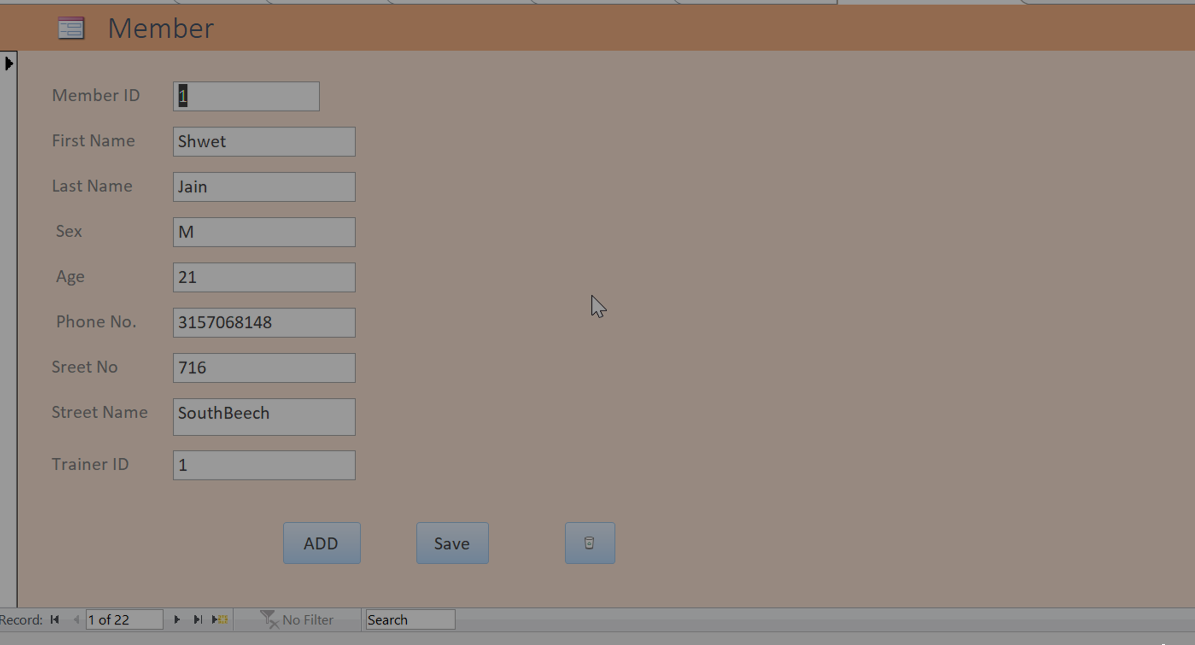 Member
Member ID 1
First Name Shwet
Last Name Jain
Sex M
Age 21
Phone No. 3157068148
Sreet No 716
Street Name SouthBeech
Trainer ID 1
ADD Save
Record: 1 of 22 No Filter Search